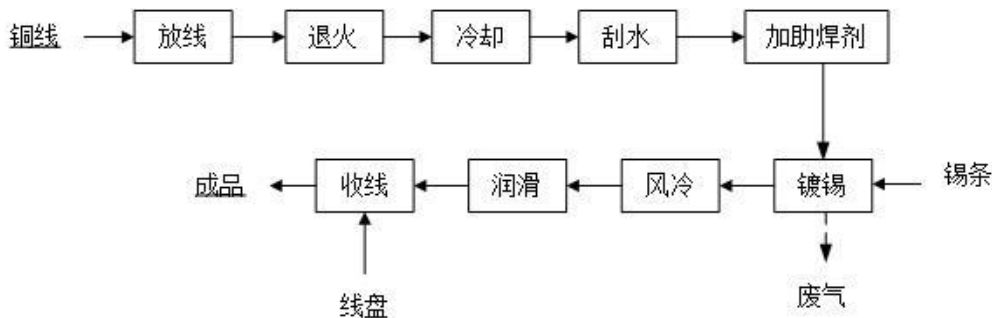 铜线 放线 退火 冷却 刮水 加助焊剂
成品 收线 润滑 风冷 镀锡 锡条
线盘 废气